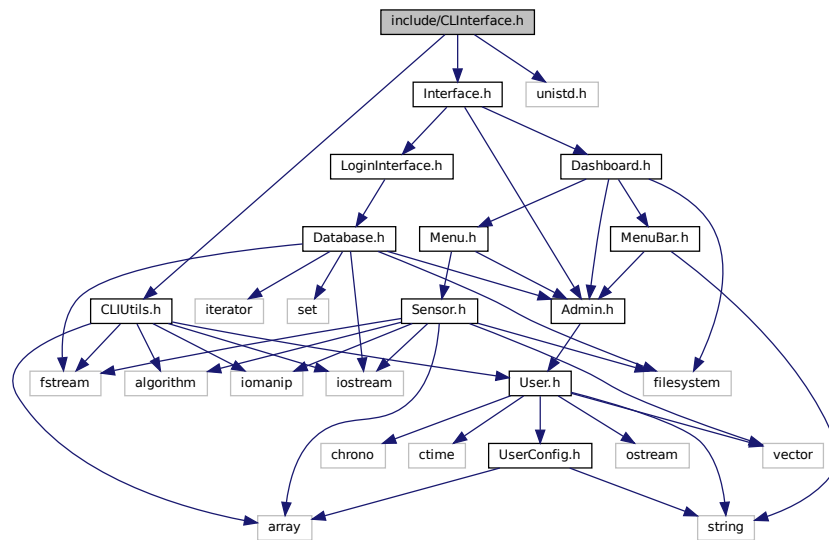 include/CLInterface.h
Interface.h
unistd.h
LoginInterface.h
Dashboard.h
Database.h
Menu.h
MenuBar.h
CLIUtils.h
iterator
set
Sensor.h
Admin.h
fstream
algorithm
iomanip
iostream
User.h
filesystem
chrono
ctime
UserConfig.h
ostream
vector
array
string